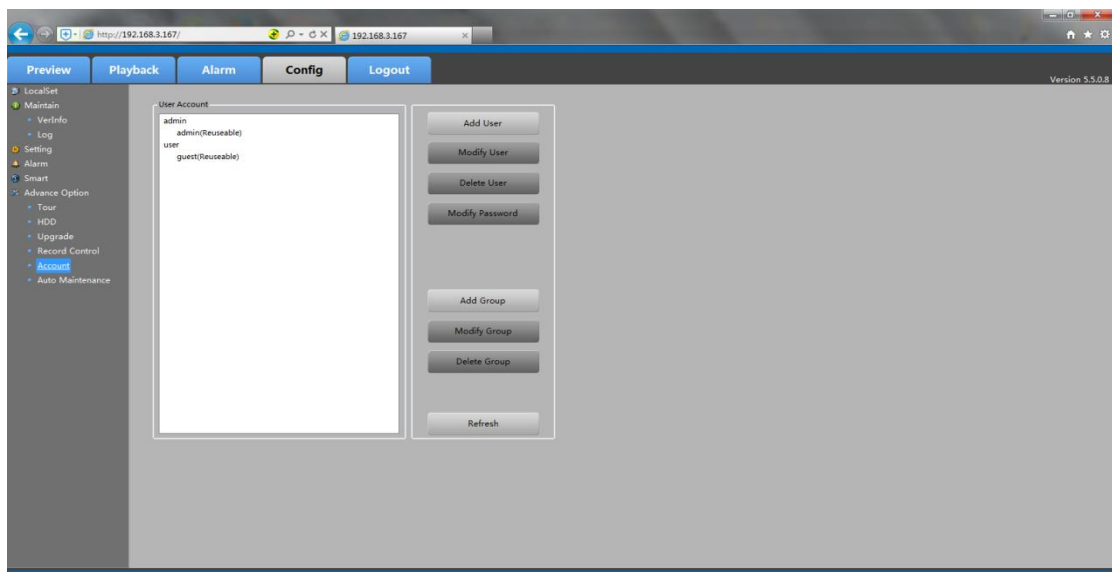 http://192.168.3.167/
192.168.3.167
Preview
Playback
Alarm
Config
Logout
Version 5.5.0.8
LocalSet
Maintain
VerInfo
Log
Setting
Alarm
Smart
Advance Option
Tour
HDD
Upgrade
Record Control
Account
Auto Maintenance
User Account
admin
admin(Reuseable)
user
guest(Reuseable)
Add User
Modify User
Delete User
Modify Password
Add Group
Modify Group
Delete Group
Refresh